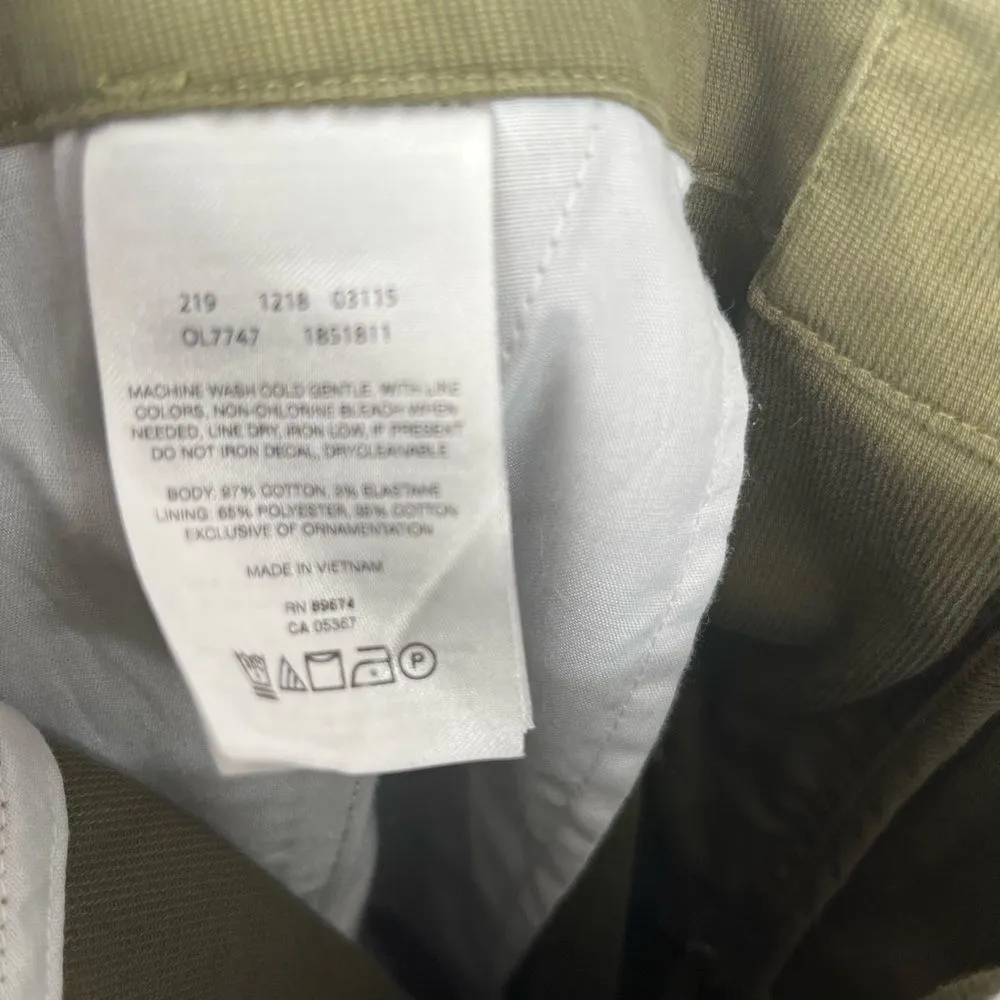 219 1218 03115
OL7747 1851811
MACHINE WASH COLD GENTLE, WITH LIKE
COLORS, NON-CHLORINE BLEACH WHEN
NEEDED, LINE DRY, IRON LOW, IF PRESENT
DO NOT IRON DECAL, DRYCLEANABLE
BODY: 97% COTTON, 3% ELASTANE
LINING: 65% POLYESTER, 35% COTTON
EXCLUSIVE OF ORNAMENTATION
MADE IN VIETNAM
RN 89674
CA 05367
P